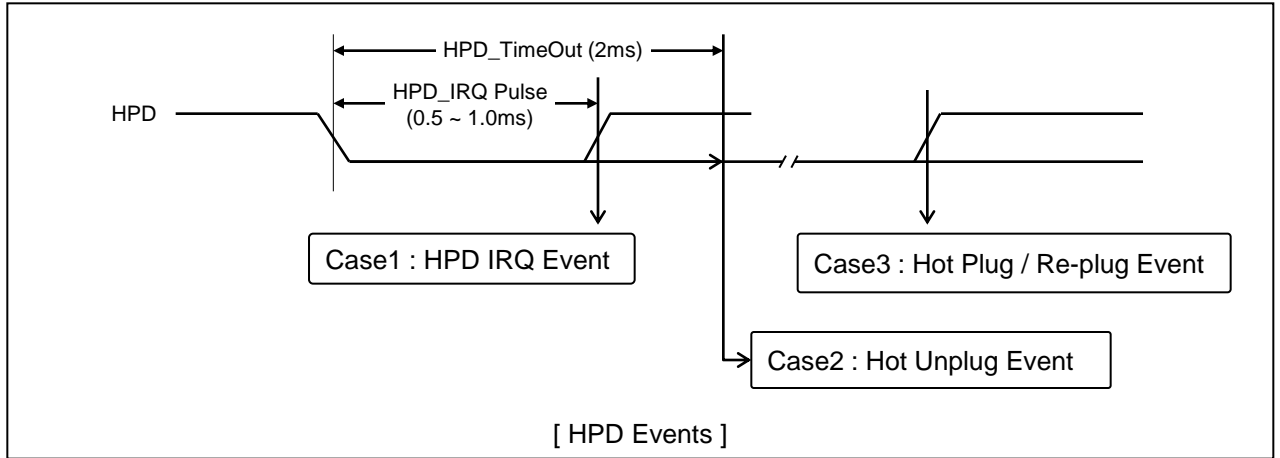 HPD_TimeOut (2ms)
HPD_IRQ Pulse
(0.5 ~ 1.0ms)
HPD
Case1 : HPD IRQ Event
Case3 : Hot Plug / Re-plug Event
Case2 : Hot Unplug Event
[ HPD Events ]